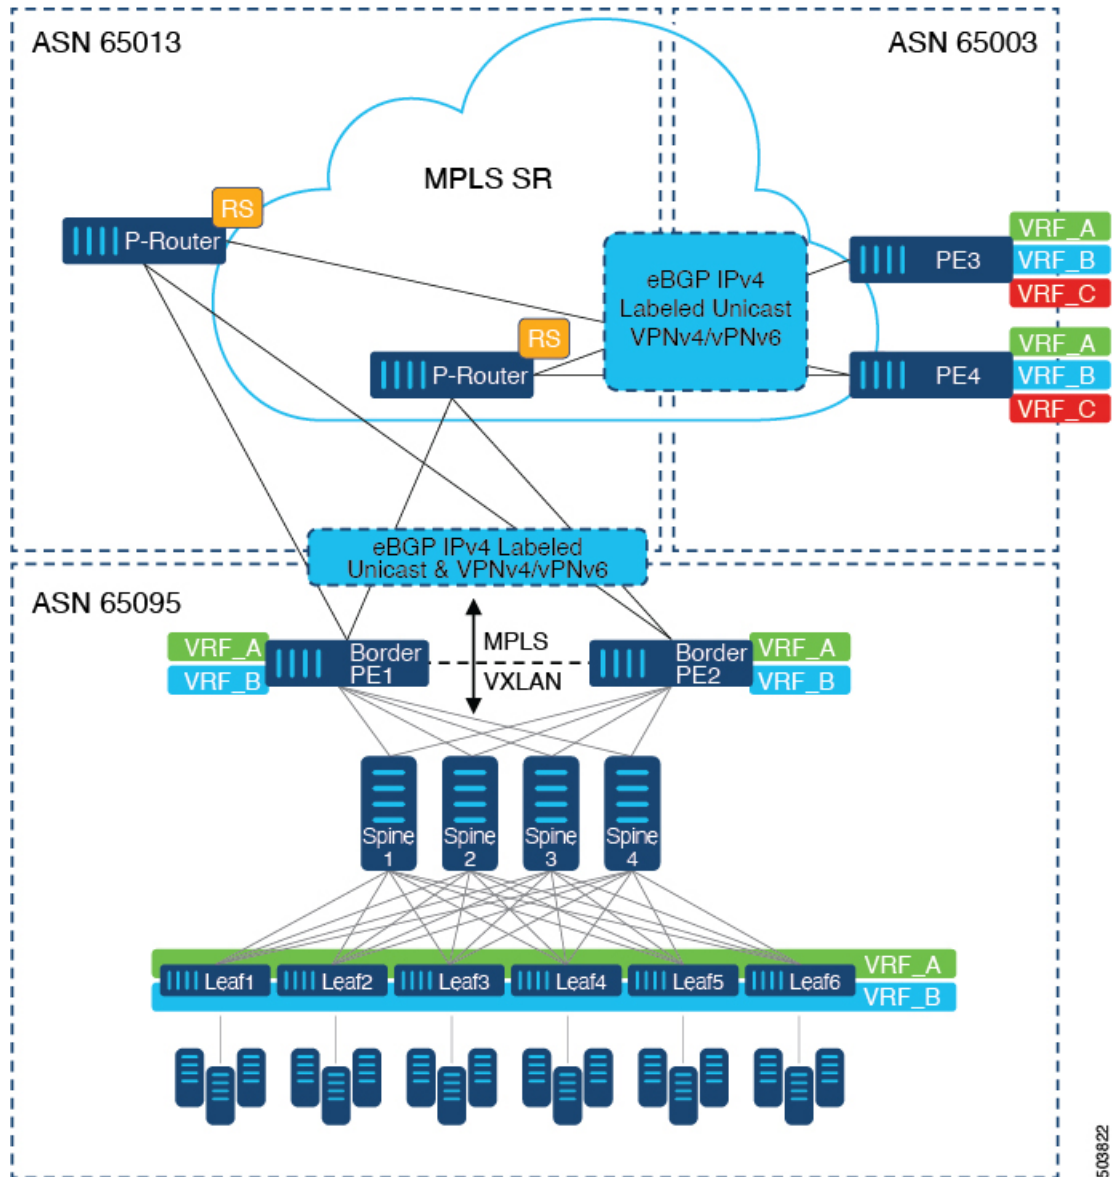 ASN 65013
ASN 65003
MPLS SR
RS
P-Router
RS
P-Router
eBGP IPv4
Labeled Unicast
VPNv4/vPNv6
PE3
VRF_A
VRF_B
VRF_C
PE4
VRF_A
VRF_B
VRF_C
eBGP IPv4 Labeled
Unicast & VPNv4/vPNv6
ASN 65095
VRF_A
VRF_B
Border
PE1
MPLS
VXLAN
Border
PE2
VRF_A
VRF_B
Spine
1
Spine
2
Spine
3
Spine
4
Leaf1
Leaf2
Leaf3
Leaf4
Leaf5
Leaf6
VRF_A
VRF_B
503822